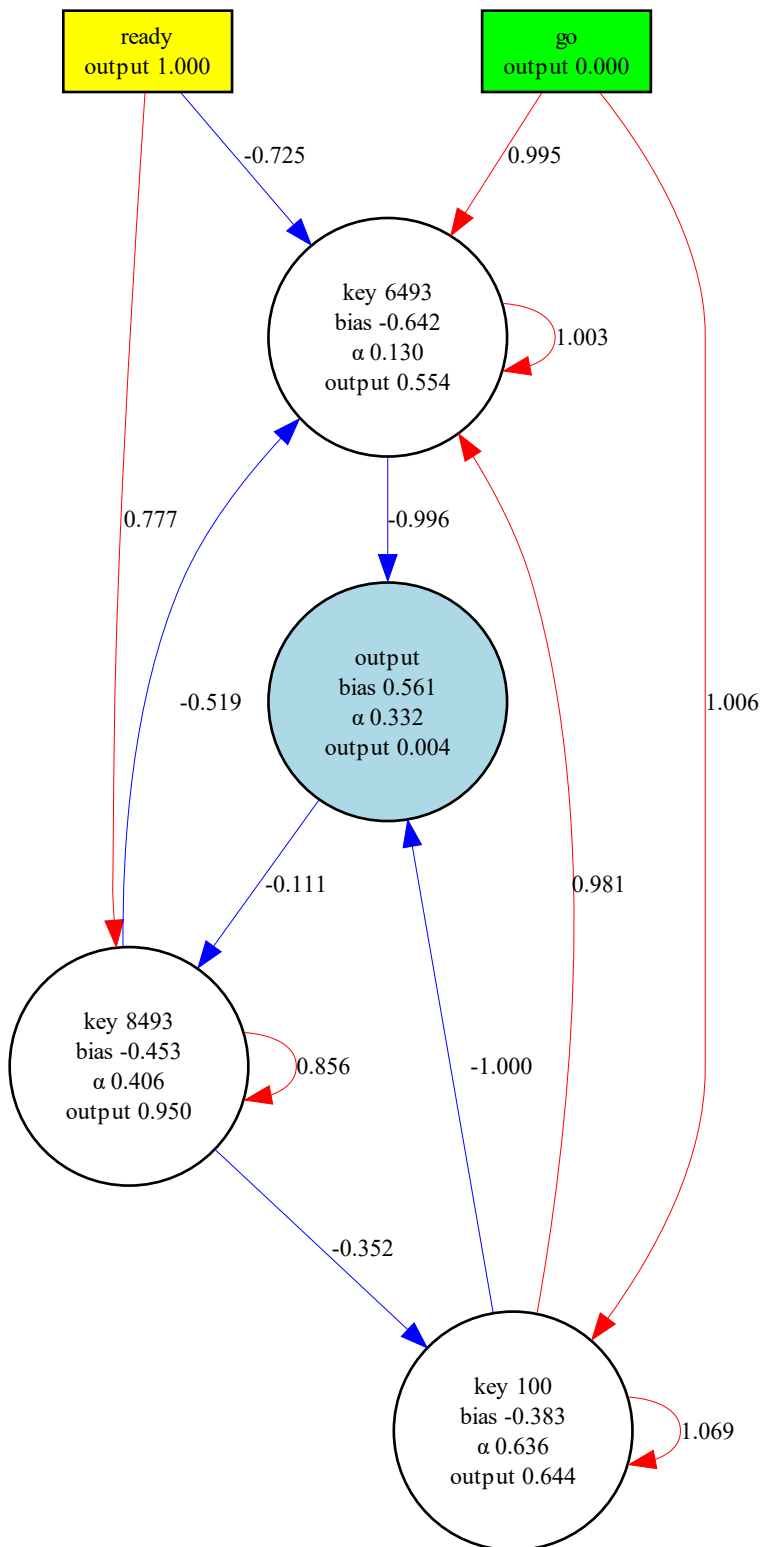 ready
output 1.000
go
output 0.000
-0.725
0.995
key 6493
bias -0.642
α 0.130
output 0.554
1.003
0.777
-0.996
output
bias 0.561
α 0.332
output 0.004
-0.519
1.006
-0.111
0.981
key 8493
bias -0.453
α 0.406
output 0.950
0.856
-1.000
-0.352
key 100
bias -0.383
α 0.636
output 0.644
1.069